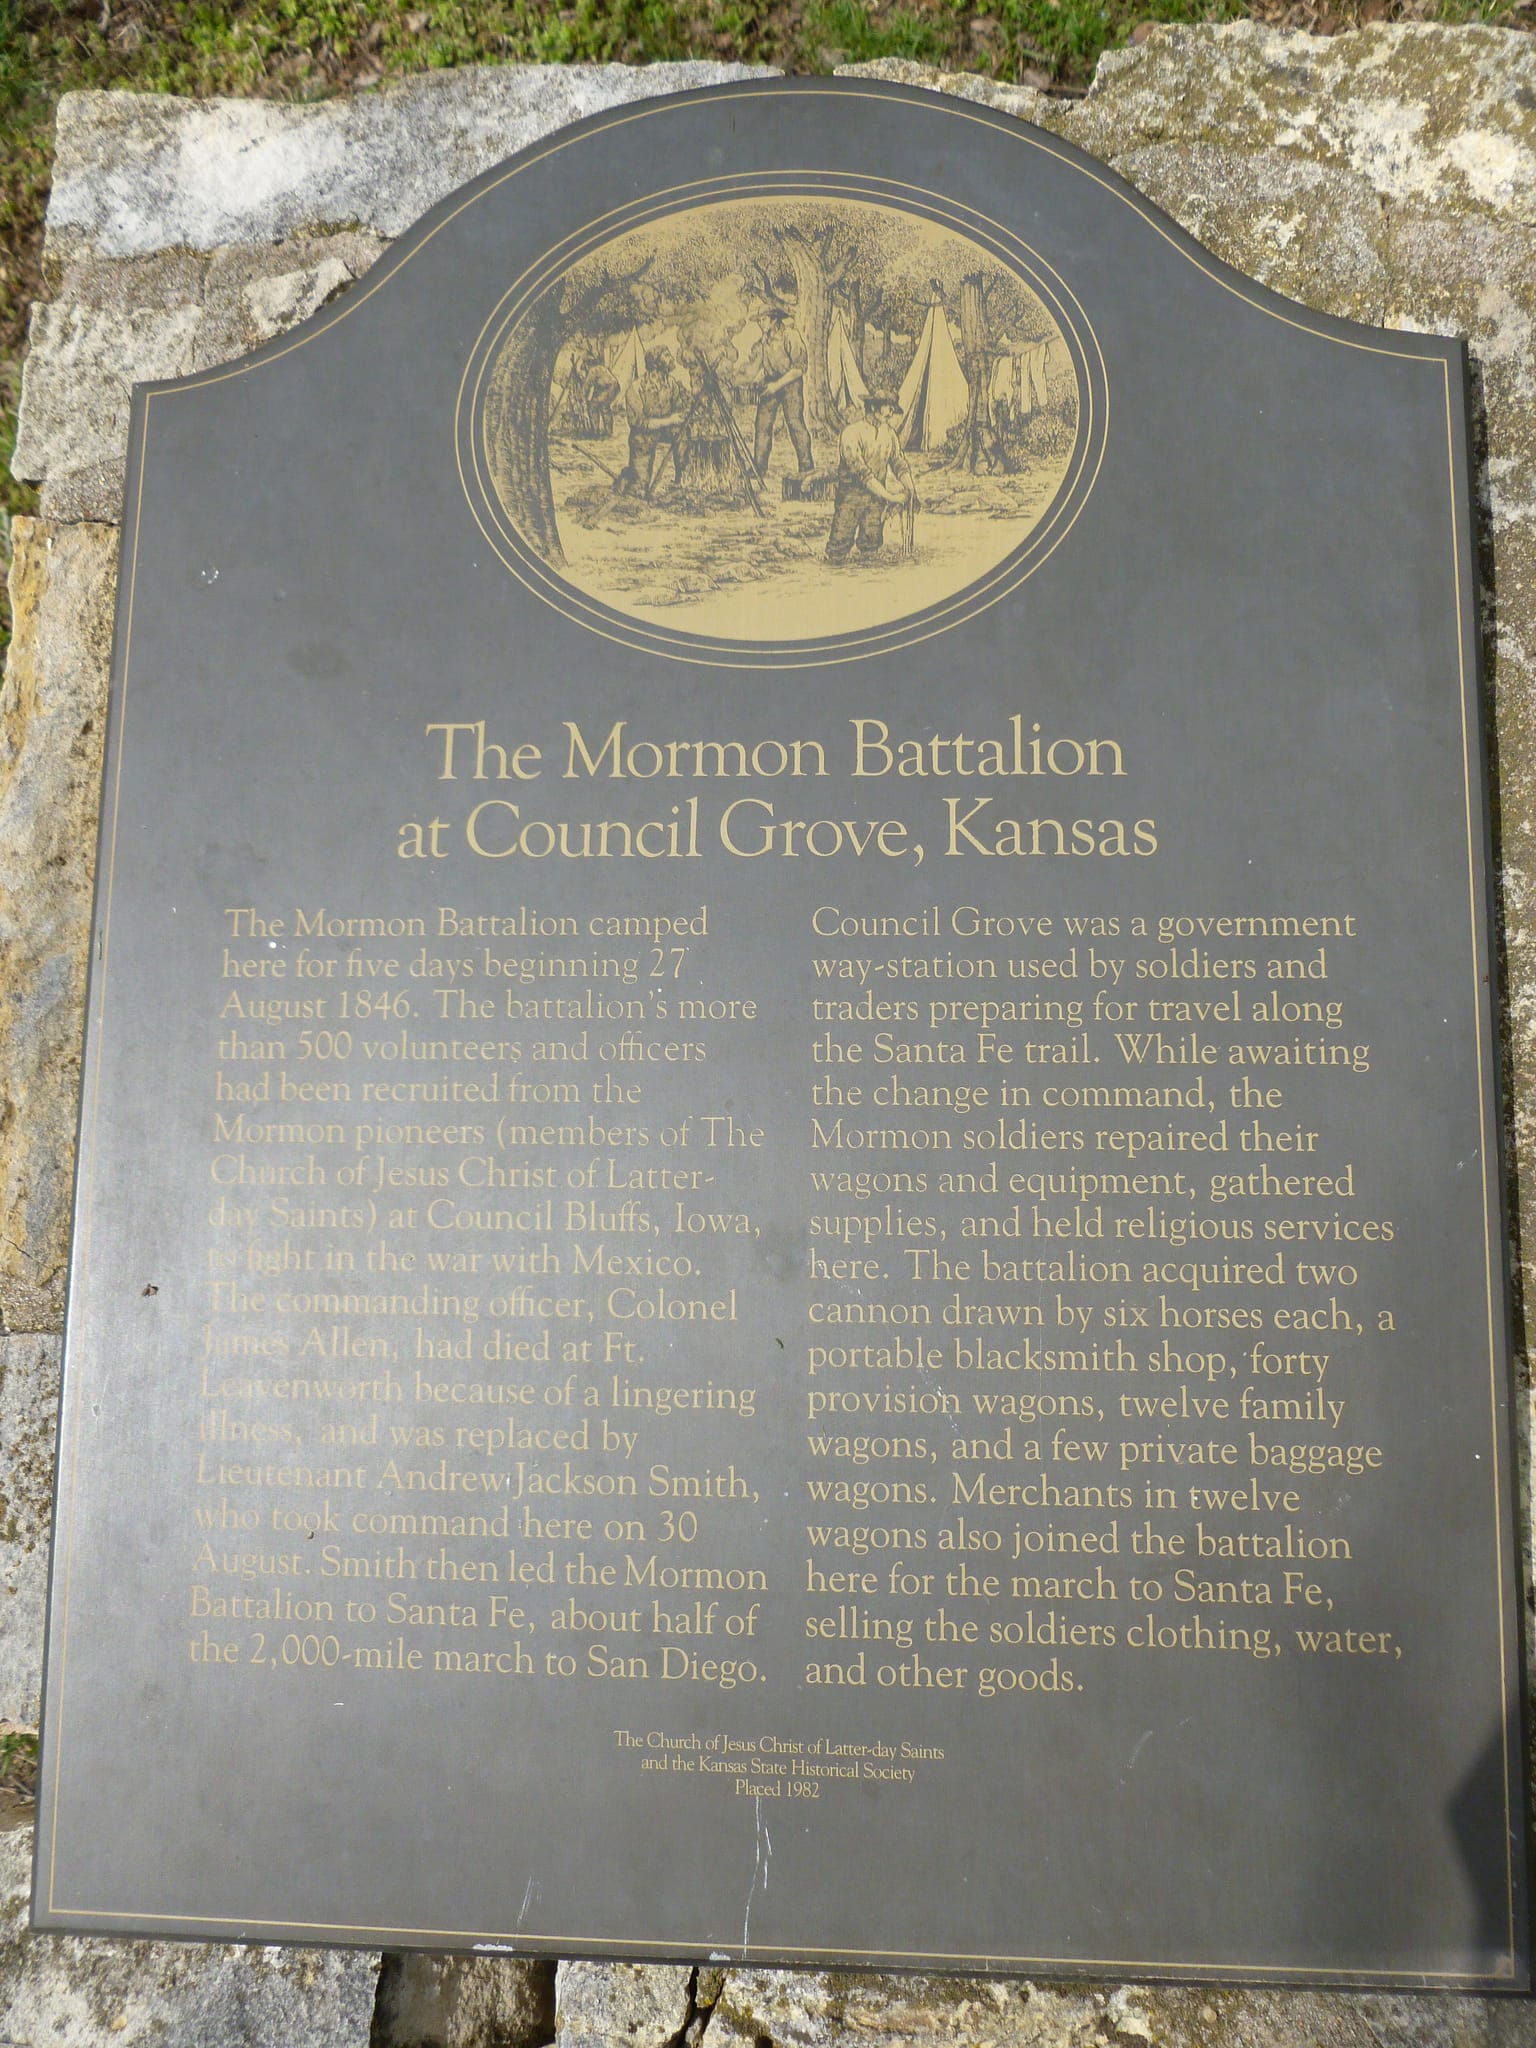 The Mormon Battalion
at Council Grove, Kansas
The Mormon Battalion camped
here for five days beginning 27
August 1846. The battalion's more
than 500 volunteers and officers
had been recruited from the
Mormon pioneers (members of The
Church of Jesus Christ of Latter-
day Saints) at Council Bluffs, Iowa,
to fight in the war with Mexico.
The commanding officer, Colonel
James Allen, had died at Ft.
Leavenworth because of a lingering
illness, and was replaced by
Lieutenant Andrew Jackson Smith,
who took command here on 30
August. Smith then led the Mormon
Battalion to Santa Fe, about half of
the 2,000-mile march to San Diego.
Council Grove was a government
way-station used by soldiers and
traders preparing for travel along
the Santa Fe trail. While awaiting
the change in command, the
Mormon soldiers repaired their
wagons and equipment, gathered
supplies, and held religious services
here. The battalion acquired two
cannon drawn by six horses each, a
portable blacksmith shop, forty
provision wagons, twelve family
wagons, and a few private baggage
wagons. Merchants in twelve
wagons also joined the battalion
here for the march to Santa Fe,
selling the soldiers clothing, water,
and other goods.
The Church of Jesus Christ of Latter-day Saints
and the Kansas State Historical Society
Placed 1982